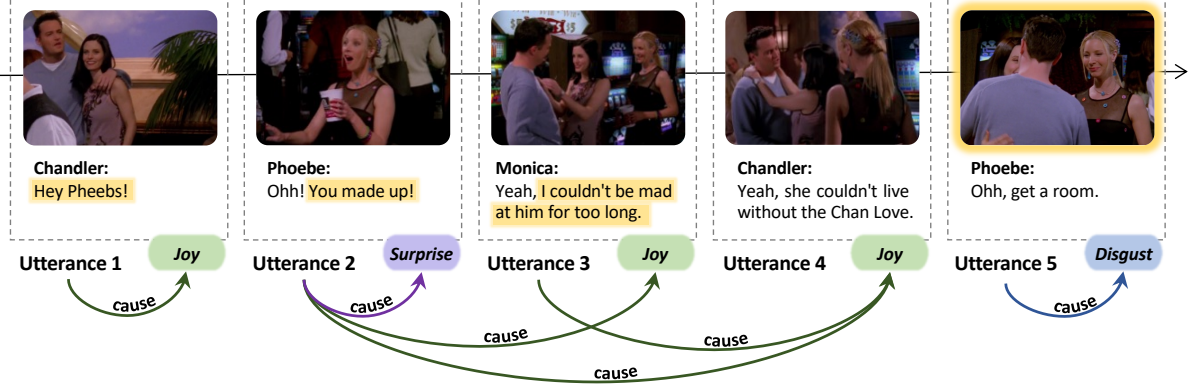 Chandler:
Hey Pheebs!
Phoebe:
Ohh! You made up!
Monica:
Yeah, I couldn't be mad
at him for too long.
Chandler:
Yeah, she couldn't live
without the Chan Love.
Phoebe:
Ohh, get a room.
Utterance 1
Joy
Utterance 2
Surprise
Utterance 3
Joy
Utterance 4
Joy
Utterance 5
Disgust
cause
cause
cause
cause
cause
cause